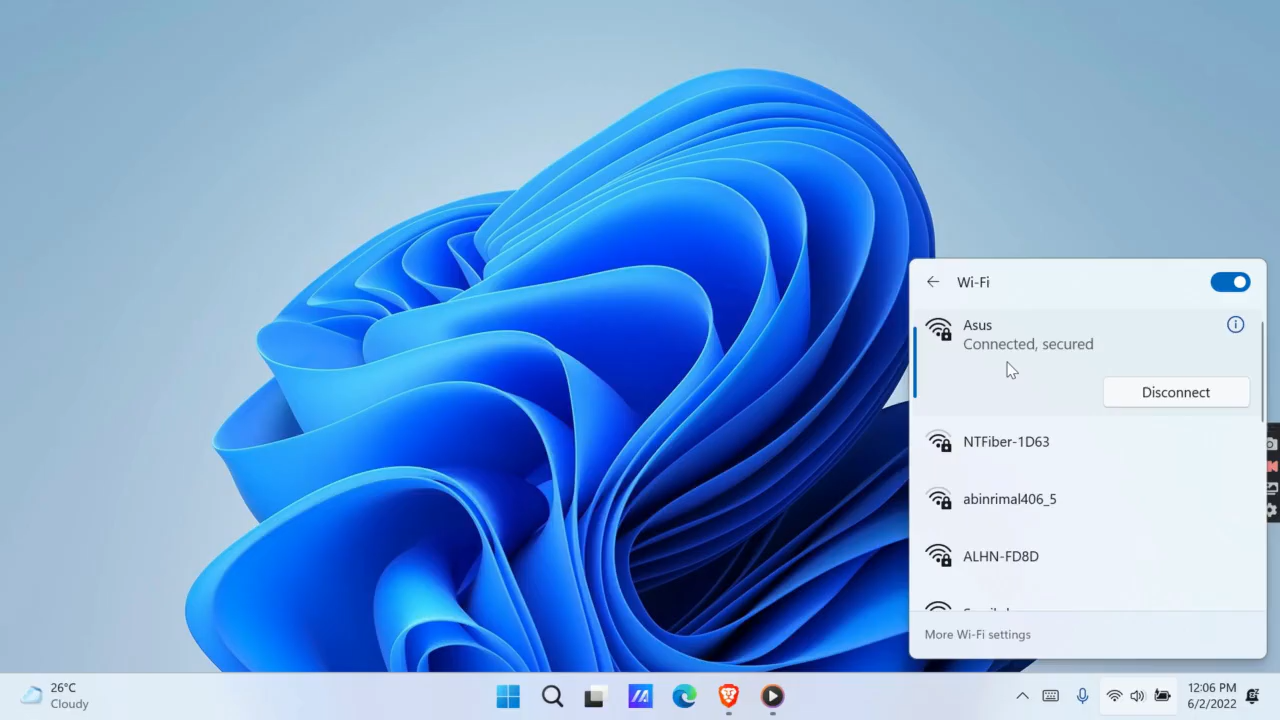 Wi-Fi
Asus
Connected, secured
Disconnect
NTFiber-1D63
abinrimal406_5
ALHN-FD8D
More Wi-Fi settings
26°C
Cloudy
12:06 PM
6/2/2022